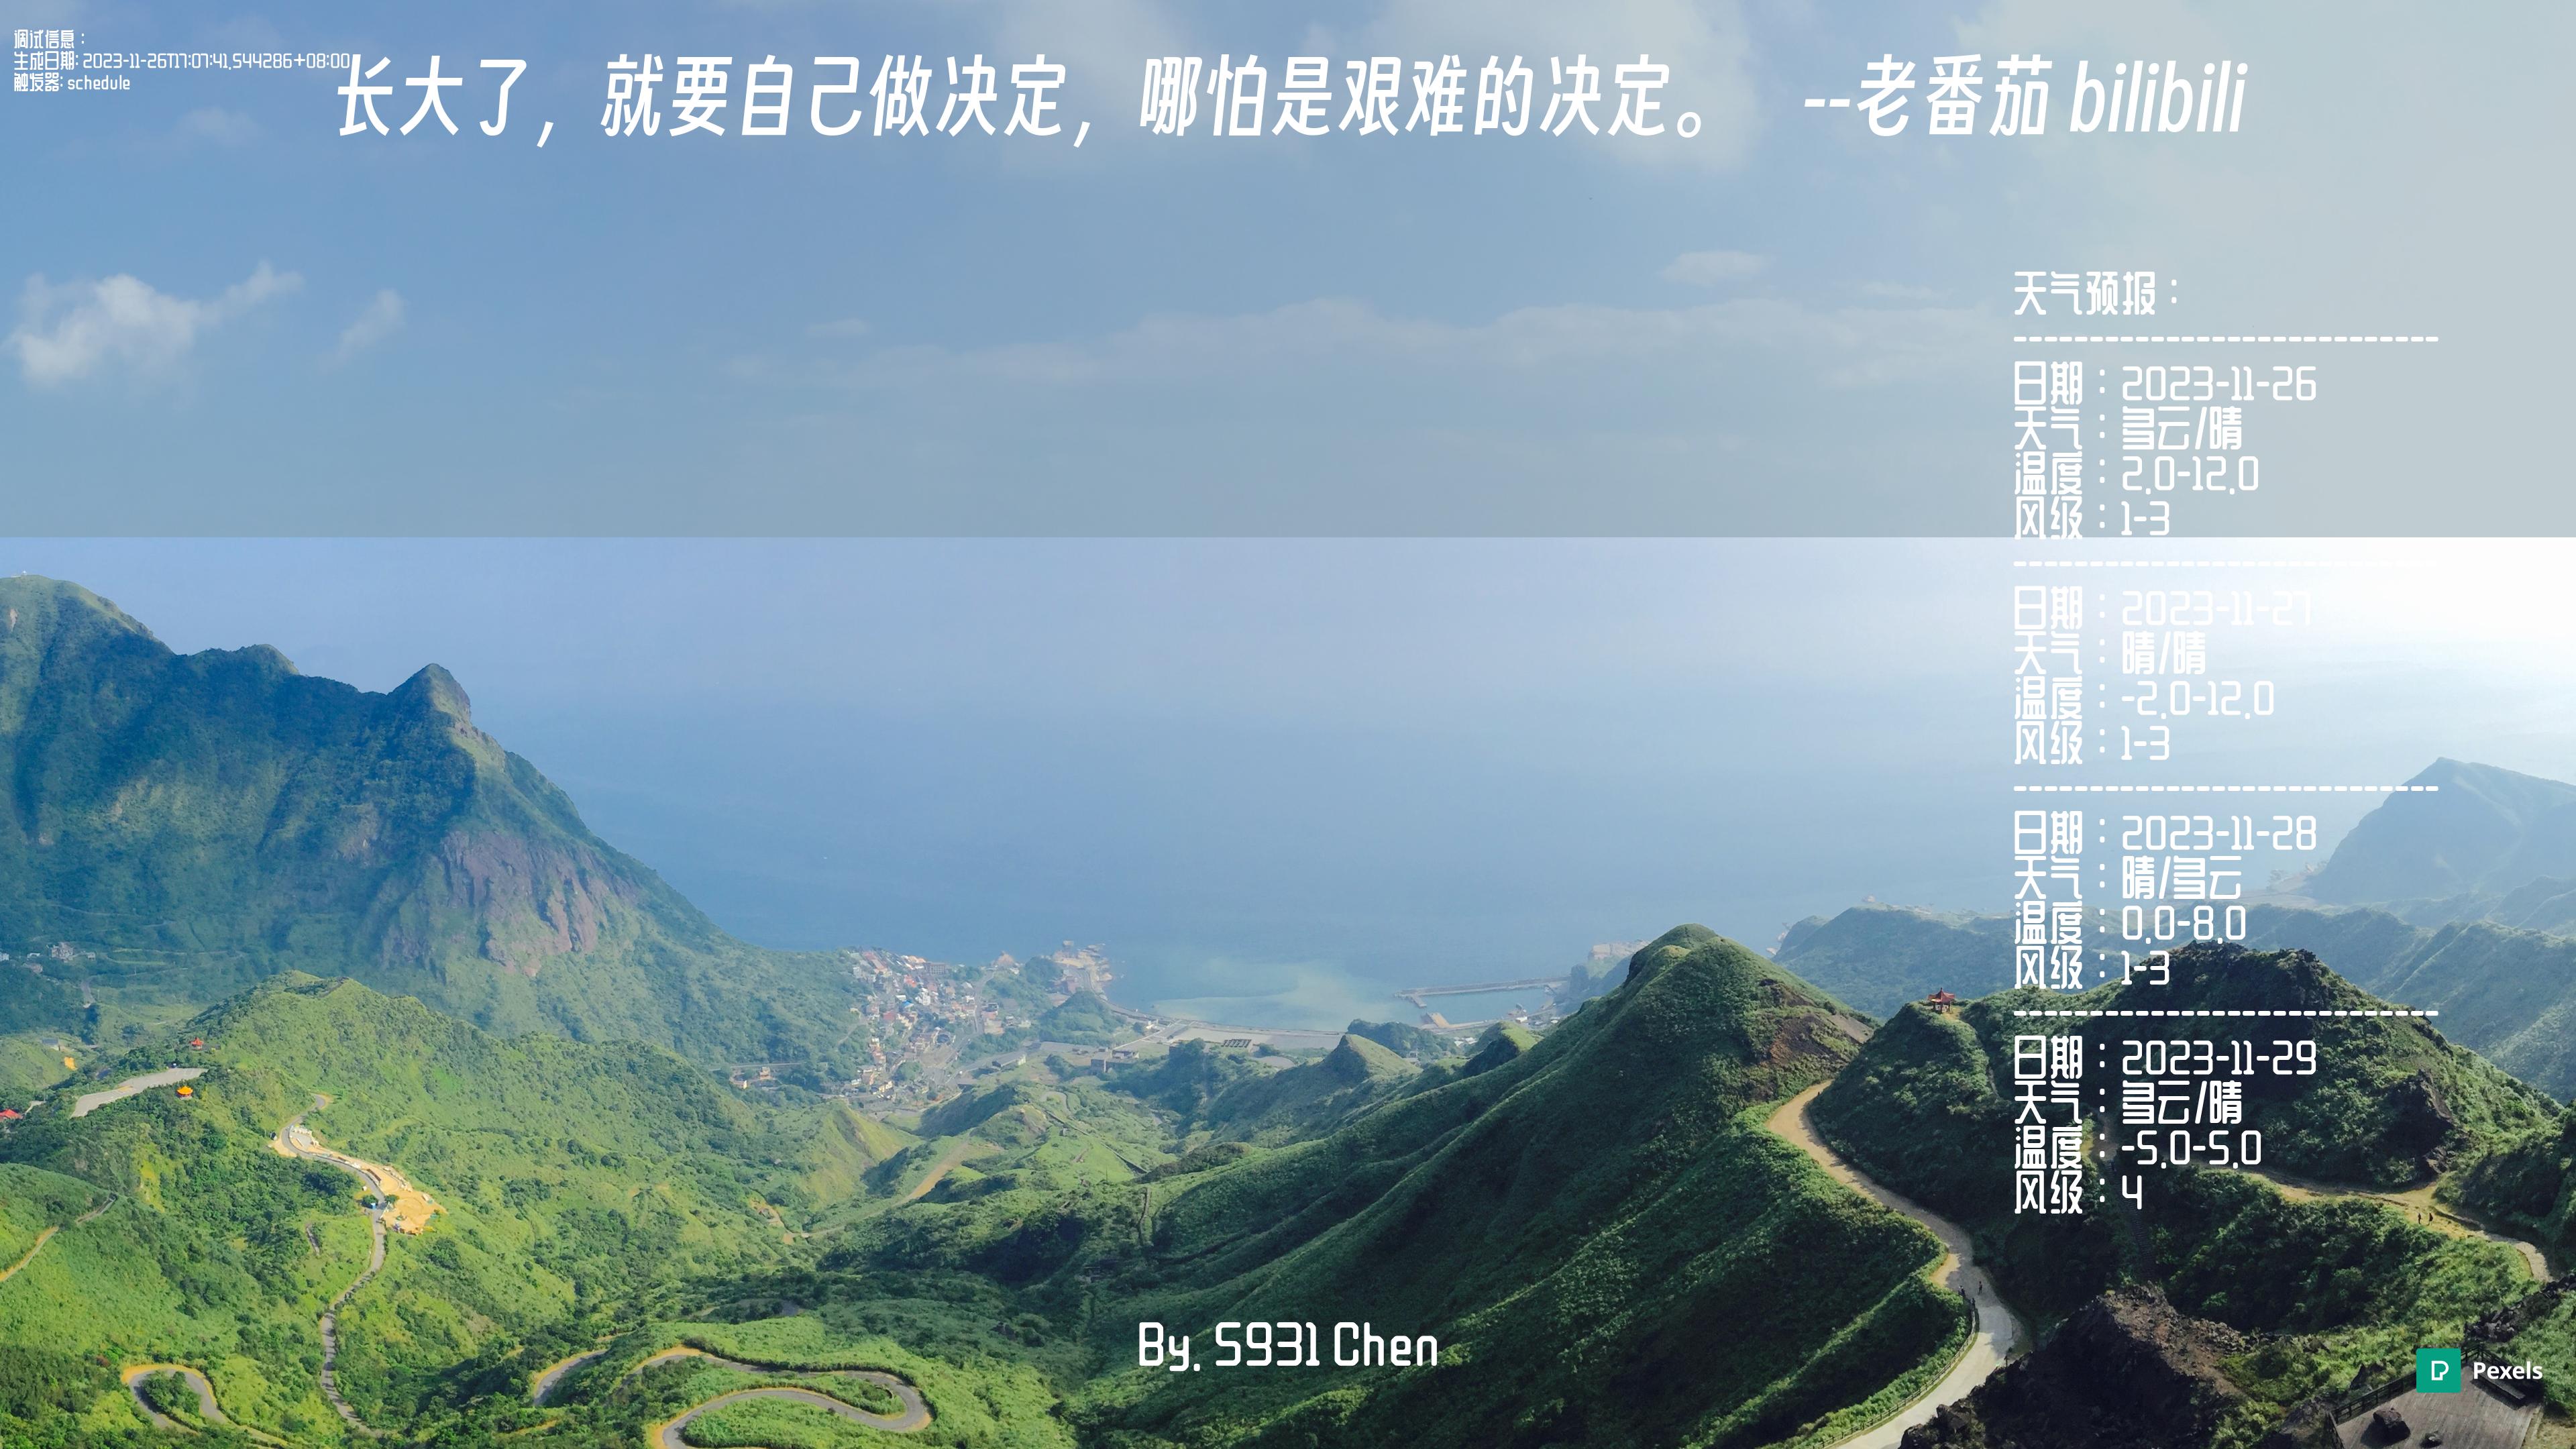 调试信息：
生成日期: 2023-11-26T17:07:41.544286+08:00
触发器: schedule
长大了，就要自己做决定，哪怕是艰难的决定。 --老番茄 bilibili
天气预报：
----------------------------
日期：2023-11-26
天气：多云/晴
温度：2.0-12.0
风级：1-3
----------------------------
日期：2023-11-27
天气：晴/晴
温度：-2.0-12.0
风级：1-3
----------------------------
日期：2023-11-28
天气：晴/多云
温度：0.0-8.0
风级：1-3
----------------------------
日期：2023-11-29
天气：多云/晴
温度：-5.0-5.0
风级：4
By. S931 Chen
Pexels